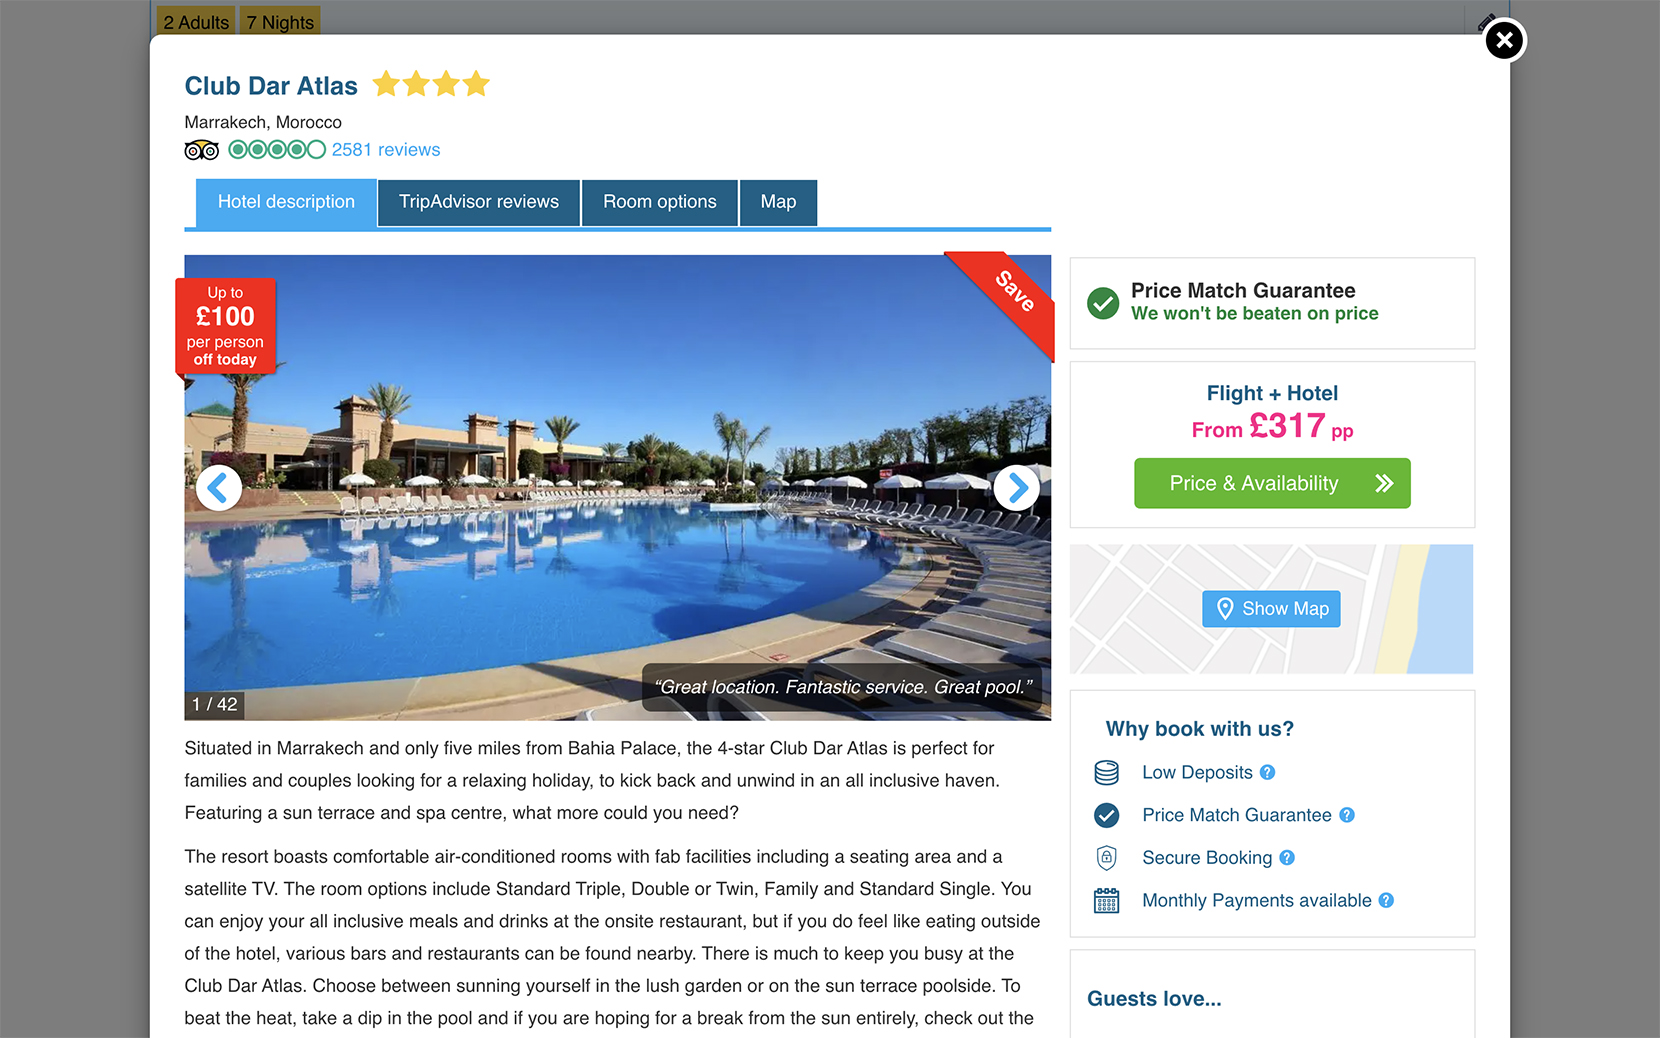 2 Adults 7 Nights
Club Dar Atlas
Marrakech, Morocco
2581 reviews
Hotel description TripAdvisor reviews Room options Map
Up to
£100
per person
off today
Save
“Great location. Fantastic service. Great pool.”
1 / 42
Situated in Marrakech and only five miles from Bahia Palace, the 4-star Club Dar Atlas is perfect for
families and couples looking for a relaxing holiday, to kick back and unwind in an all inclusive haven.
Featuring a sun terrace and spa centre, what more could you need?
The resort boasts comfortable air-conditioned rooms with fab facilities including a seating area and a
satellite TV. The room options include Standard Triple, Double or Twin, Family and Standard Single. You
can enjoy your all inclusive meals and drinks at the onsite restaurant, but if you do feel like eating outside
of the hotel, various bars and restaurants can be found nearby. There is much to keep you busy at the
Club Dar Atlas. Choose between sunning yourself in the lush garden or on the sun terrace poolside. To
beat the heat, take a dip in the pool and if you are hoping for a break from the sun entirely, check out the
Price Match Guarantee
We won't be beaten on price
Flight + Hotel
From £317 pp
Price & Availability
Show Map
Why book with us?
Low Deposits ?
Price Match Guarantee ?
Secure Booking ?
Monthly Payments available ?
Guests love...